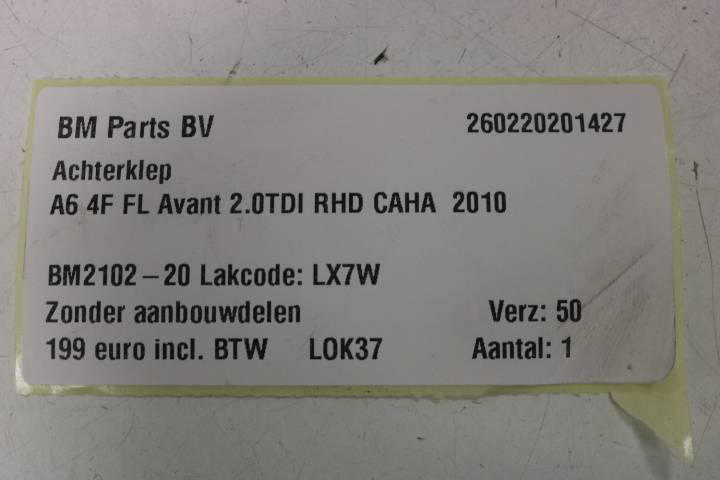 BM Parts BV 260220201427
Achterklep
A6 4F FL Avant 2.0TDI RHD CAHA 2010
BM2102-20 Lakcode: LX7W
Zonder aanbouwdelen Verz: 50
199 euro incl. BTW LOK37 Aantal: 1